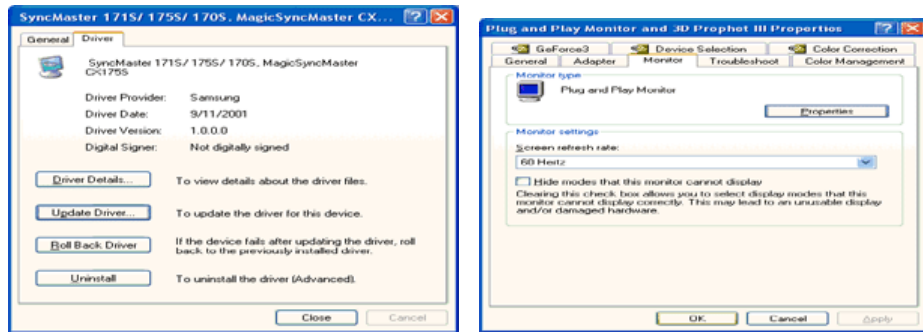 SyncMaster 171S/ 175S/ 170S, MagicSyncMaster CX...
General Driver
SyncMaster 171S/ 175S/ 170S, MagicSyncMaster
CX175S
Driver Provider: Samsung
Driver Date: 9/11/2001
Driver Version: 1.0.0.0
Digital Signer: Not digitally signed
Driver Details... To view details about the driver files.
Update Driver... To update the driver for this device.
Roll Back Driver If the device fails after updating the driver, roll
back to the previously installed driver.
Uninstall To uninstall the driver (Advanced).
Close Cancel
Plug and Play Monitor and 3D Prophet III Properties
GeForce3 Device Selection Color Correction
General Adapter Monitor Troubleshoot Color Management
Monitor type
Plug and Play Monitor
Properties
Monitor settings
Screen refresh rate:
60 Hertz
Hide modes that this monitor cannot display
Clearing this check box allows you to select display modes that this
monitor cannot display correctly. This may lead to an unusable display
and/or damaged hardware.
OK Cancel Apply